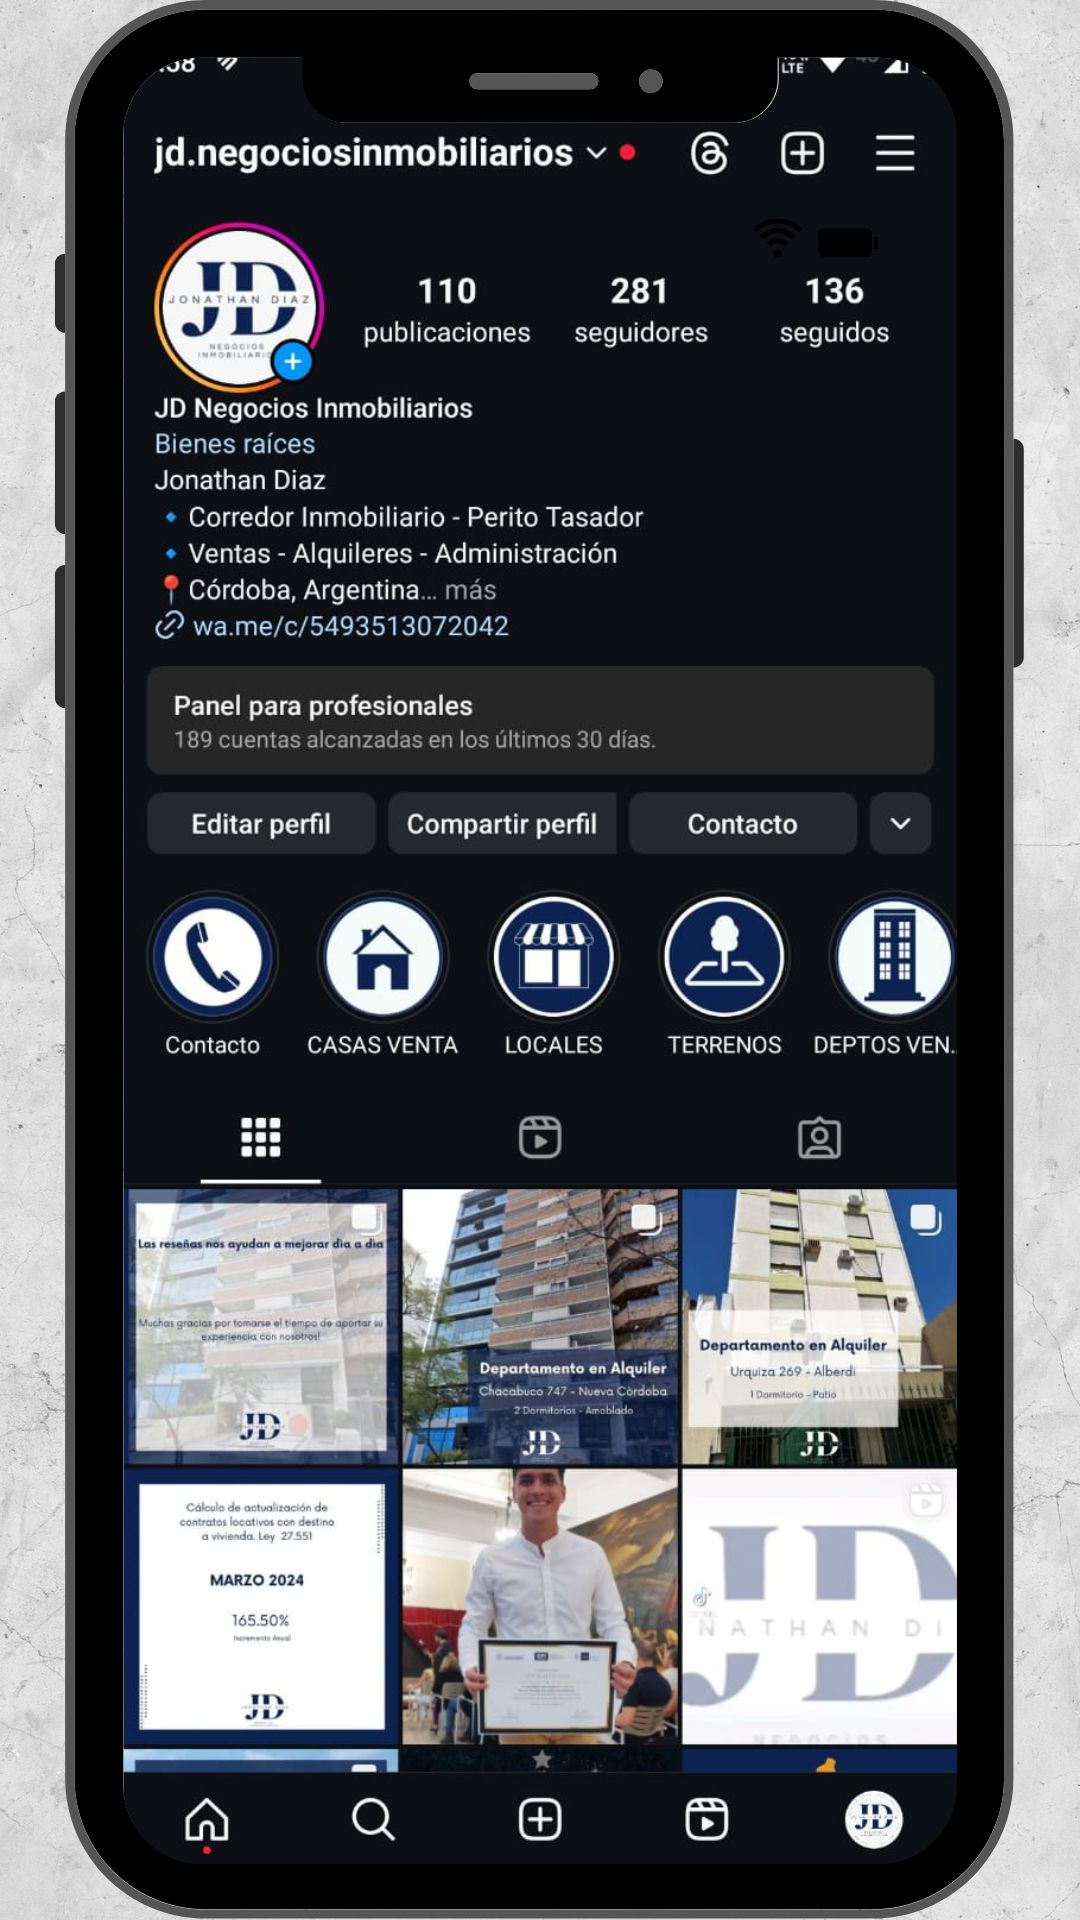 :58
LTE
4G
jd.negociosinmobiliarios
JD
JONATHAN DIAZ
NEGOCIOS
110
281
136
publicaciones
seguidores
seguidos
JD Negocios Inmobiliarios
Bienes raíces
Jonathan Diaz
🔹 Corredor Inmobiliario - Perito Tasador
🔹 Ventas - Alquileres - Administración
📍Córdoba, Argentina... más
wa.me/c/5493513072042
Panel para profesionales
189 cuentas alcanzadas en los últimos 30 días.
Editar perfil
Compartir perfil
Contacto
Contacto
CASAS VENTA
LOCALES
TERRENOS
DEPTOS VEN.
Las reseñas nos ayudan a mejorar dia a dia
Muchas gracias por tomarse el tiempo de aportar su
experiencia con nosotros!
JD
Departamento en Alquiler
Chacabuco 747 - Nueva Córdoba
2 Dormitorios - Amoblado
JD
Departamento en Alquiler
Urquiza 269 - Alberdi
1 Dormitorio - Patio
JD
Cálculo de actualización de
contratos locativos con destino
a vivienda. Ley 27.551
MARZO 2024
165.50%
Incremento Anual
JD
JD
NATHAN DI
NEGOCIOS
JD